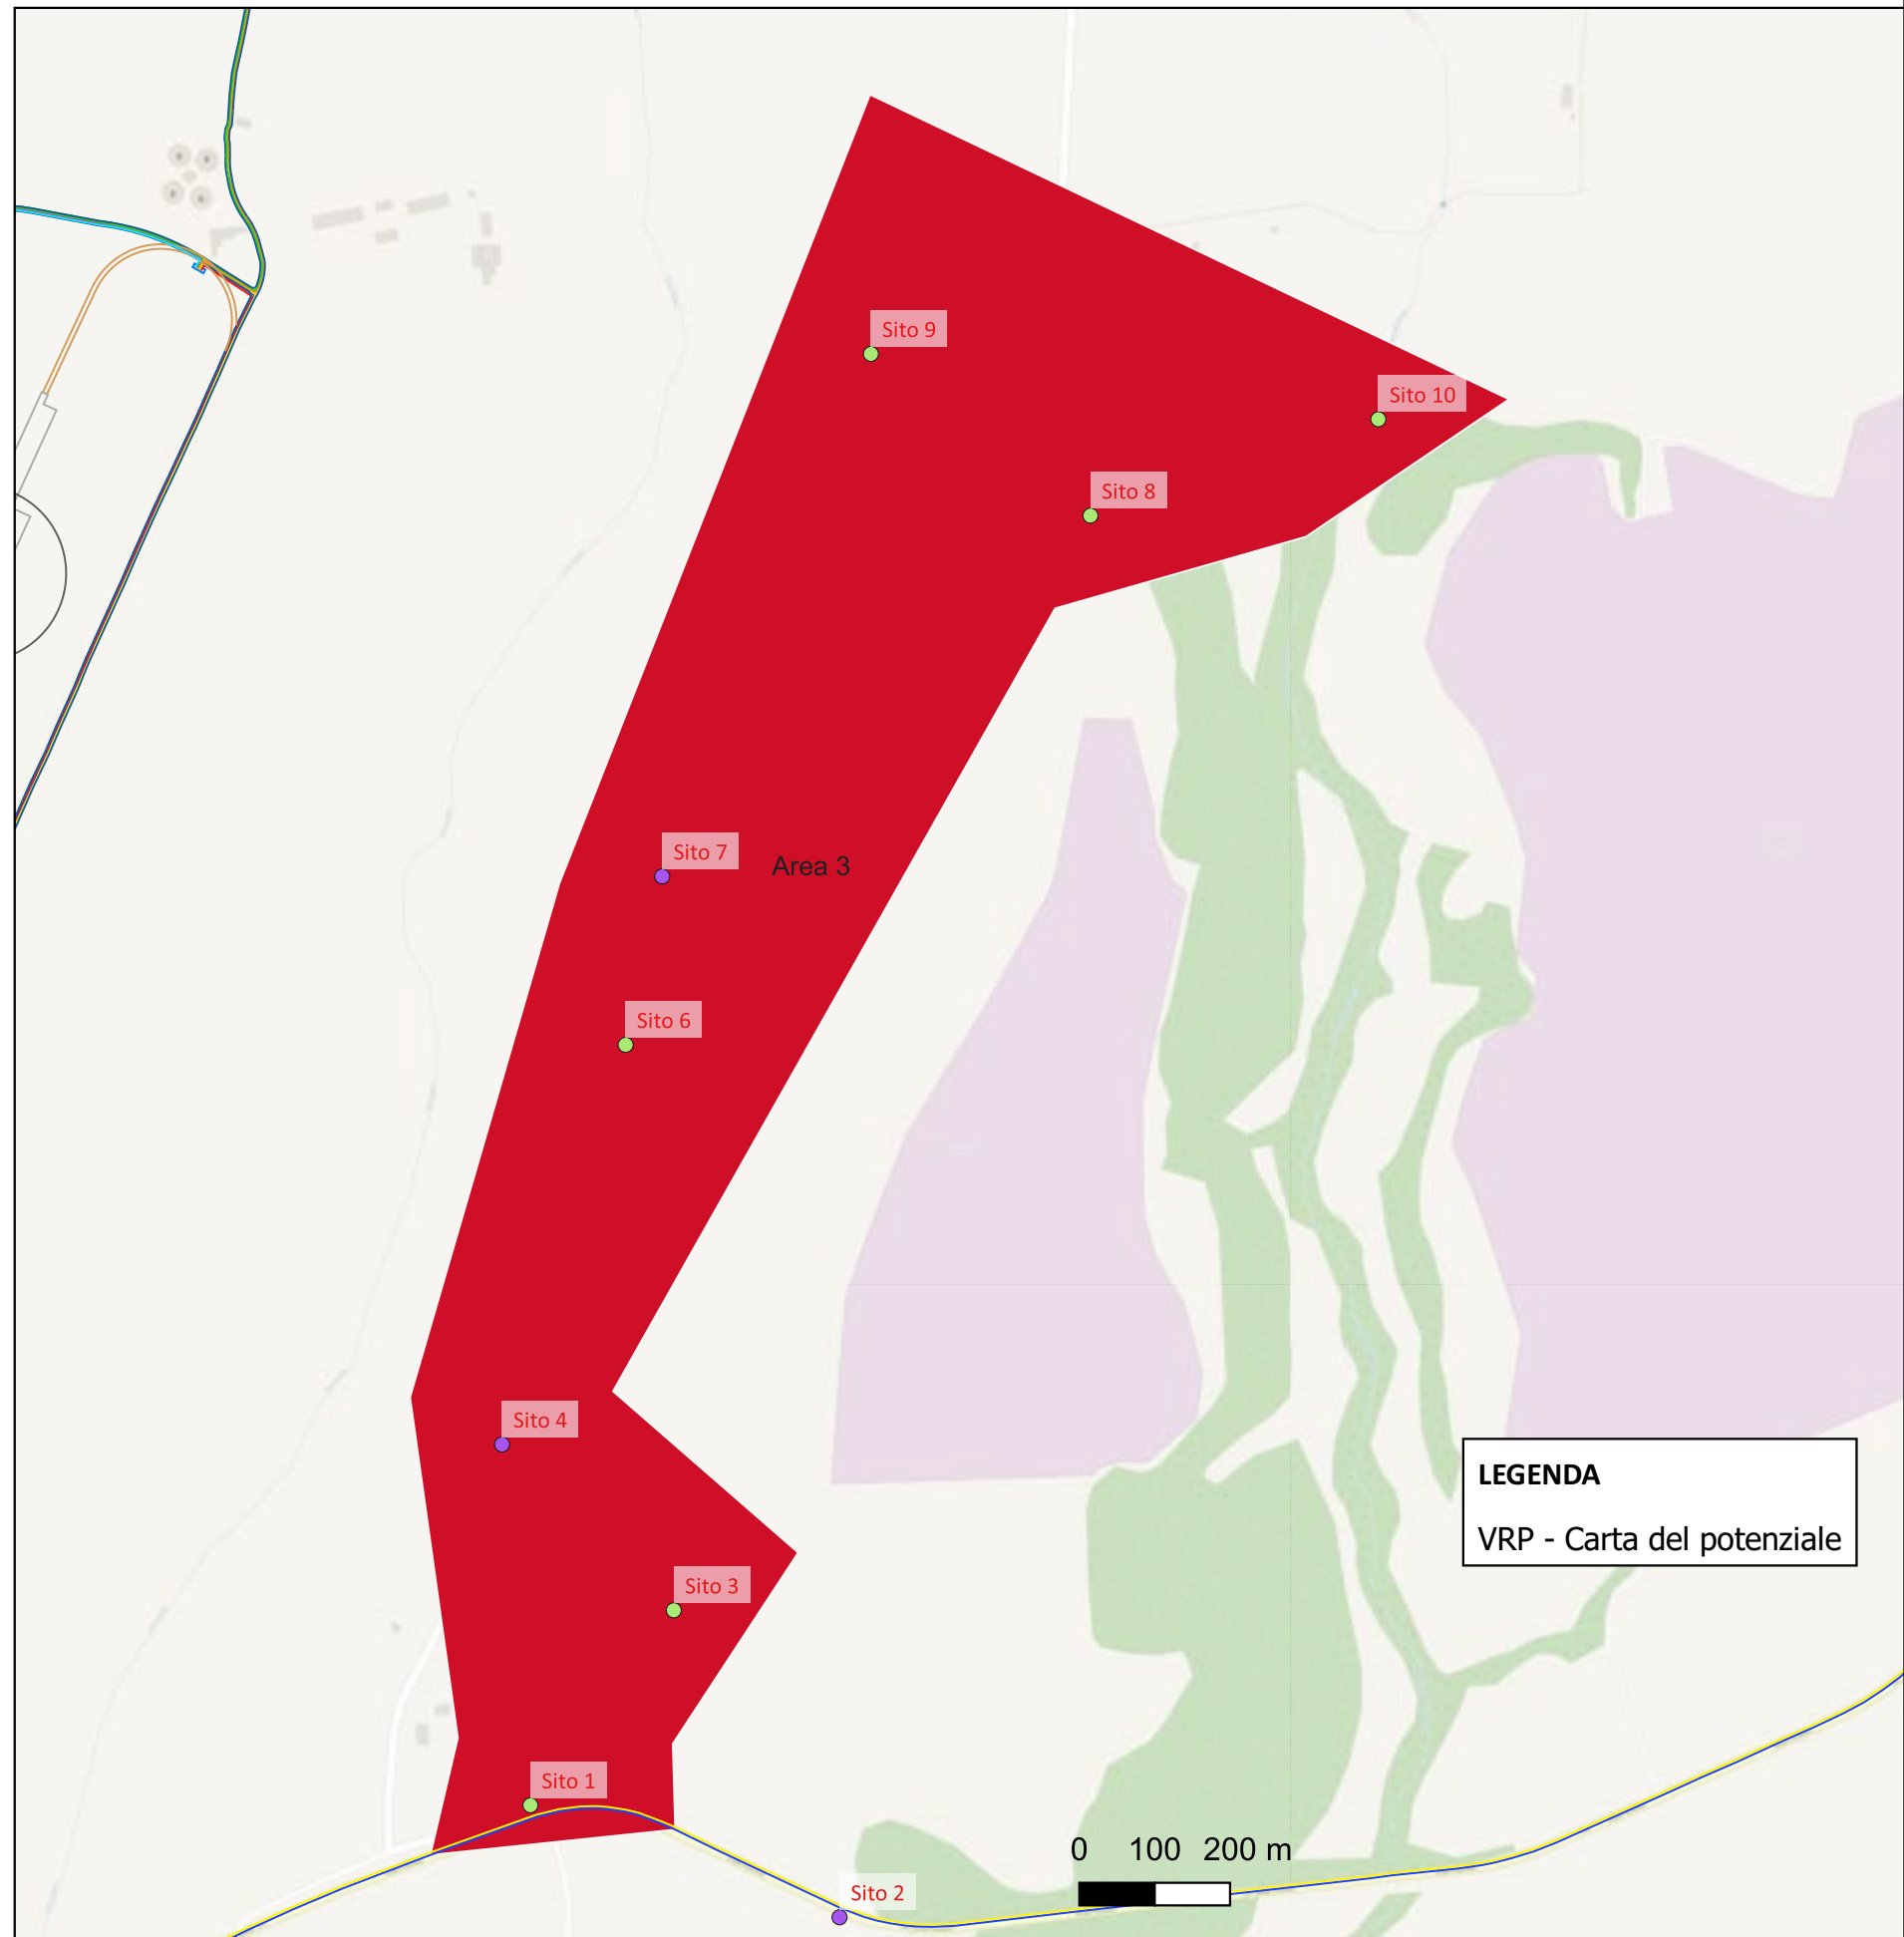 Sito 9
Sito 10
Sito 8
Sito 7
Area 3
Sito 6
Sito 4
LEGENDA
VRP - Carta del potenziale
Sito 3
Sito 1
0 100 200 m
Sito 2